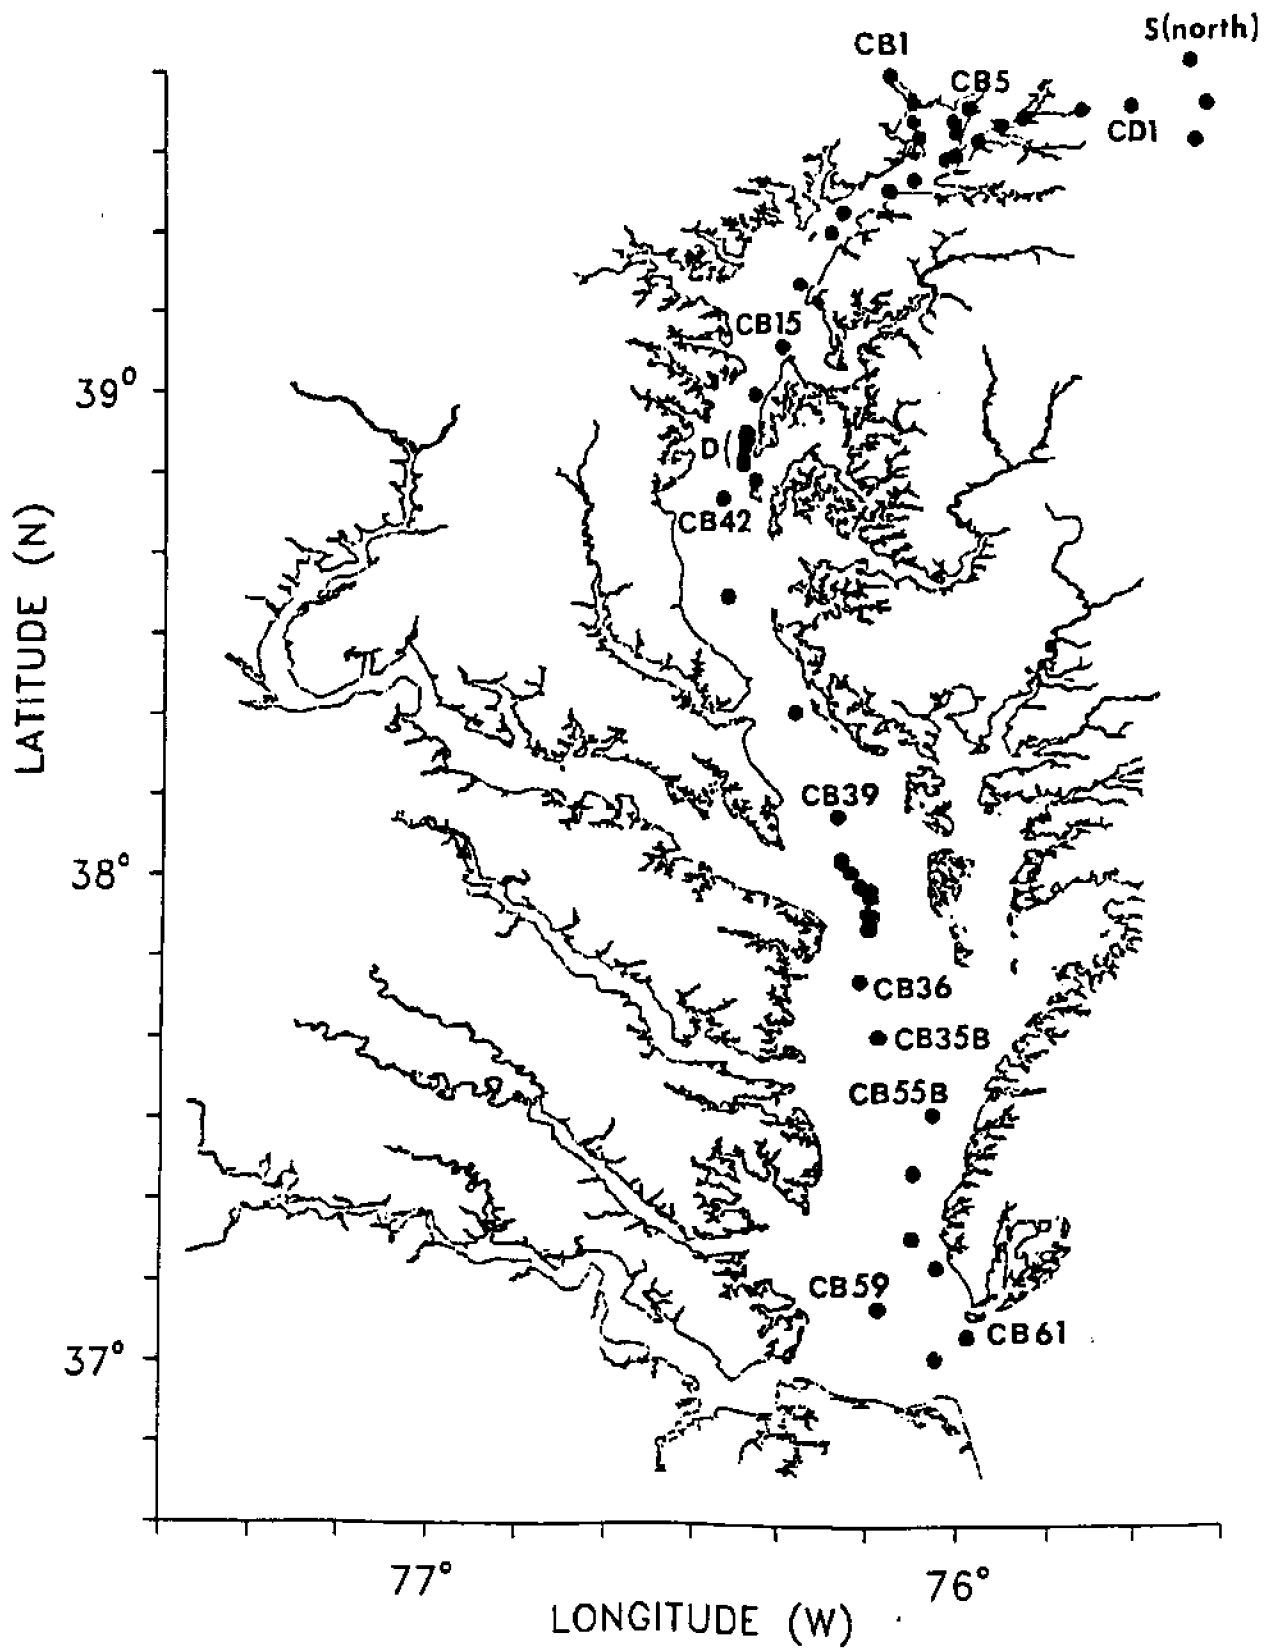 S(north)
CB1
CB5
CD1
CB15
39°
D(
CB42
LATITUDE (N)
CB39
38°
CB36
CB35B
CB55B
CB59
CB61
37°
77°
76°
LONGITUDE (W)